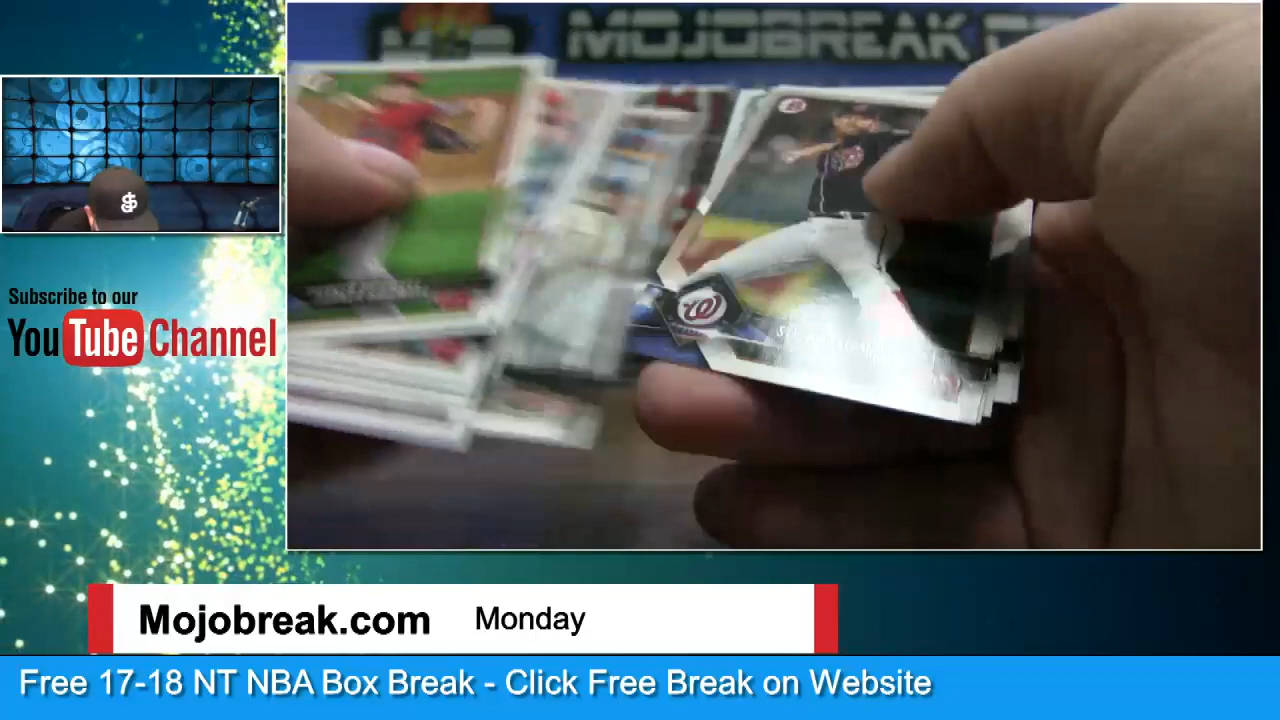 MOJOBREAK
Subscribe to our
YouTube Channel
Mojobreak.com Monday
Free 17-18 NT NBA Box Break - Click Free Break on Website